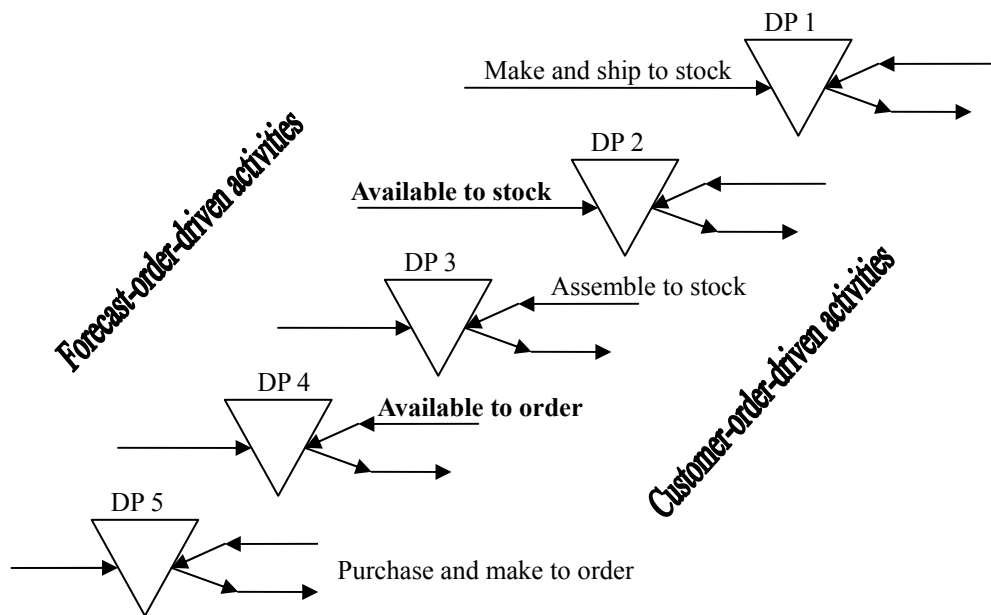 DP 1
Make and ship to stock
DP 2
Available to stock
Forecast-order-driven activities
DP 3
Assemble to stock
Customer-order-driven activities
DP 4
Available to order
DP 5
Purchase and make to order